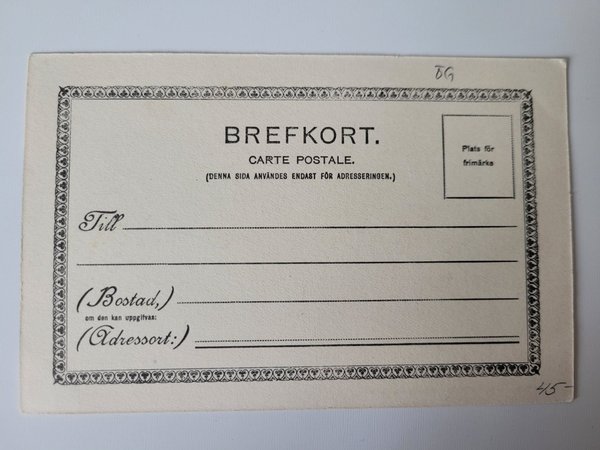 ÖG
BREFKORT.
CARTE POSTALE.
(DENNA SIDA ANVÄNDES ENDAST FÖR ADRESSERINGEN.)
Plats för
frimärke
Till
(Bostad,)
om den kan uppgifvas:
(Adressort:)
45-